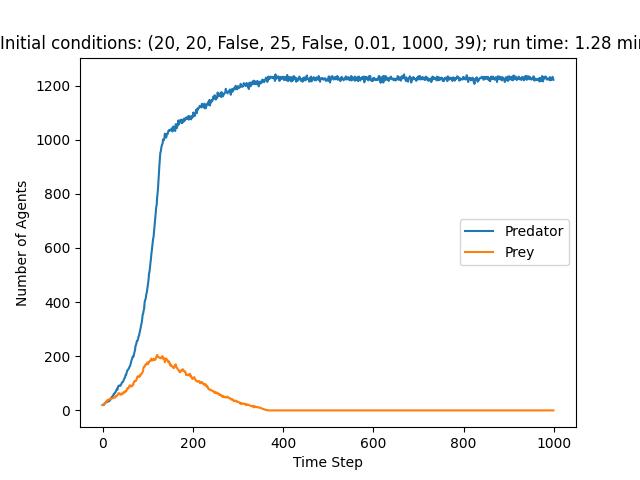 Initial conditions: (20, 20, False, 25, False, 0.01, 1000, 39); run time: 1.28 mi
1200
1000
800
600
400
200
0
Number of Agents
Predator
Prey
0 200 400 600 800 1000
Time Step